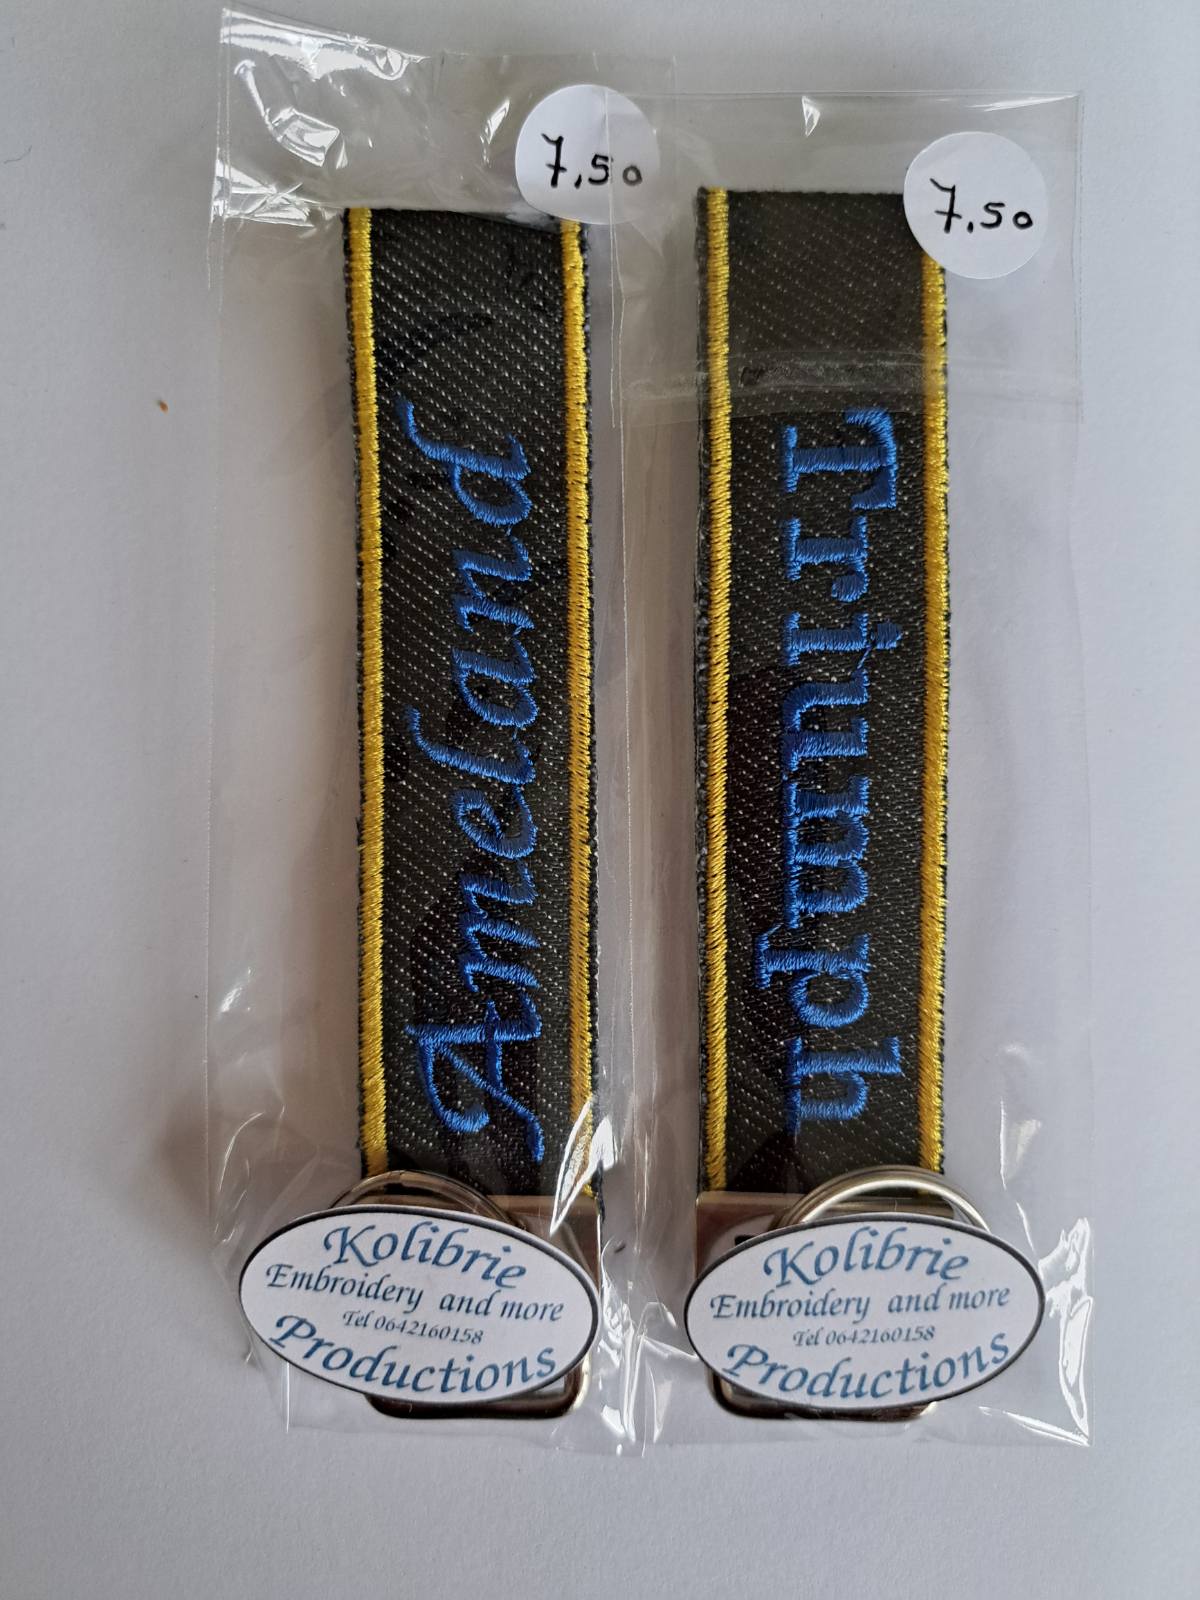 7,50
7,50
Ameland
Triumph
Kolibrie
Embroidery and more
Tel 0642160158
Productions
Kolibrie
Embroidery and more
Tel 0642160158
Productions